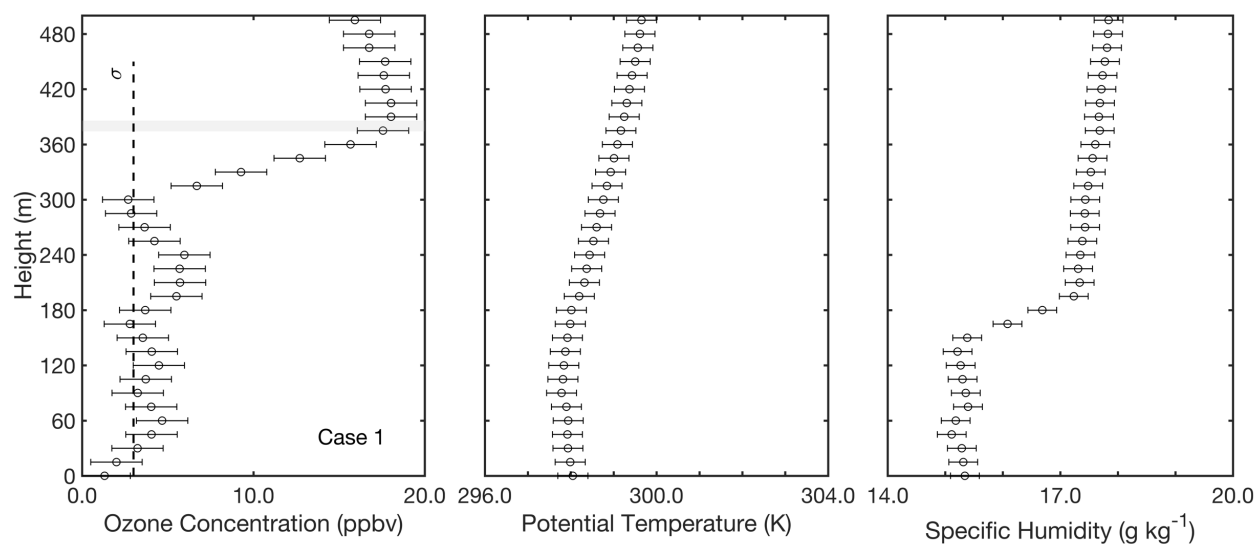 480
420
360
300
240
180
120
60
0
Height (m)
σ
Case 1
0.0 10.0 20.0
Ozone Concentration (ppbv)
296.0 300.0 304.0
Potential Temperature (K)
14.0 17.0 20.0
Specific Humidity (g kg⁻¹)